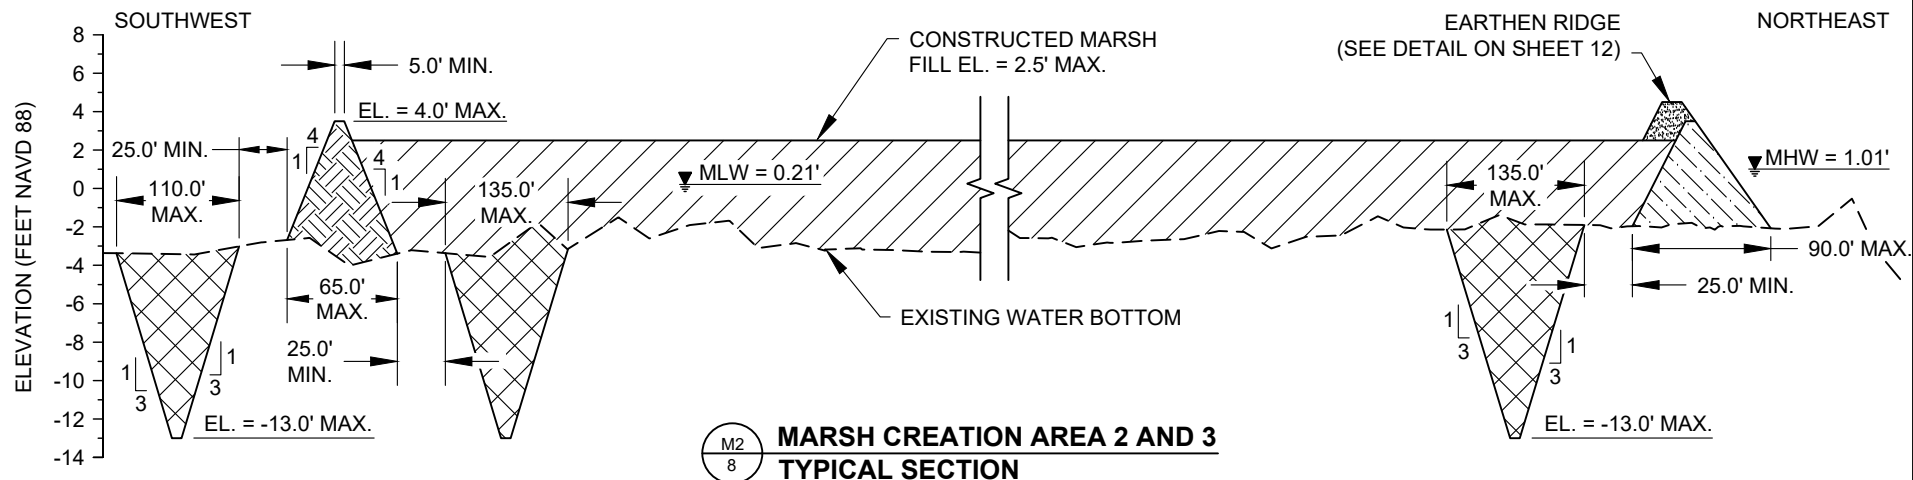 SOUTHWEST
NORTHEAST
EARTHEN RIDGE
(SEE DETAIL ON SHEET 12)
CONSTRUCTED MARSH
FILL EL. = 2.5' MAX.
5.0' MIN.
EL. = 4.0' MAX.
ELEVATION (FEET NAVD 88)
8
6
4
2
0
-2
-4
-6
-8
-10
-12
-14
25.0' MIN.
4
1
4
1
110.0'
MAX.
135.0'
MAX.
MLW = 0.21'
135.0'
MAX.
MHW = 1.01'
65.0'
MAX.
90.0' MAX.
25.0' MIN.
EXISTING WATER BOTTOM
25.0'
MIN.
1
3
1
3
1
3
1
3
EL. = -13.0' MAX.
EL. = -13.0' MAX.
M2
8
MARSH CREATION AREA 2 AND 3
TYPICAL SECTION